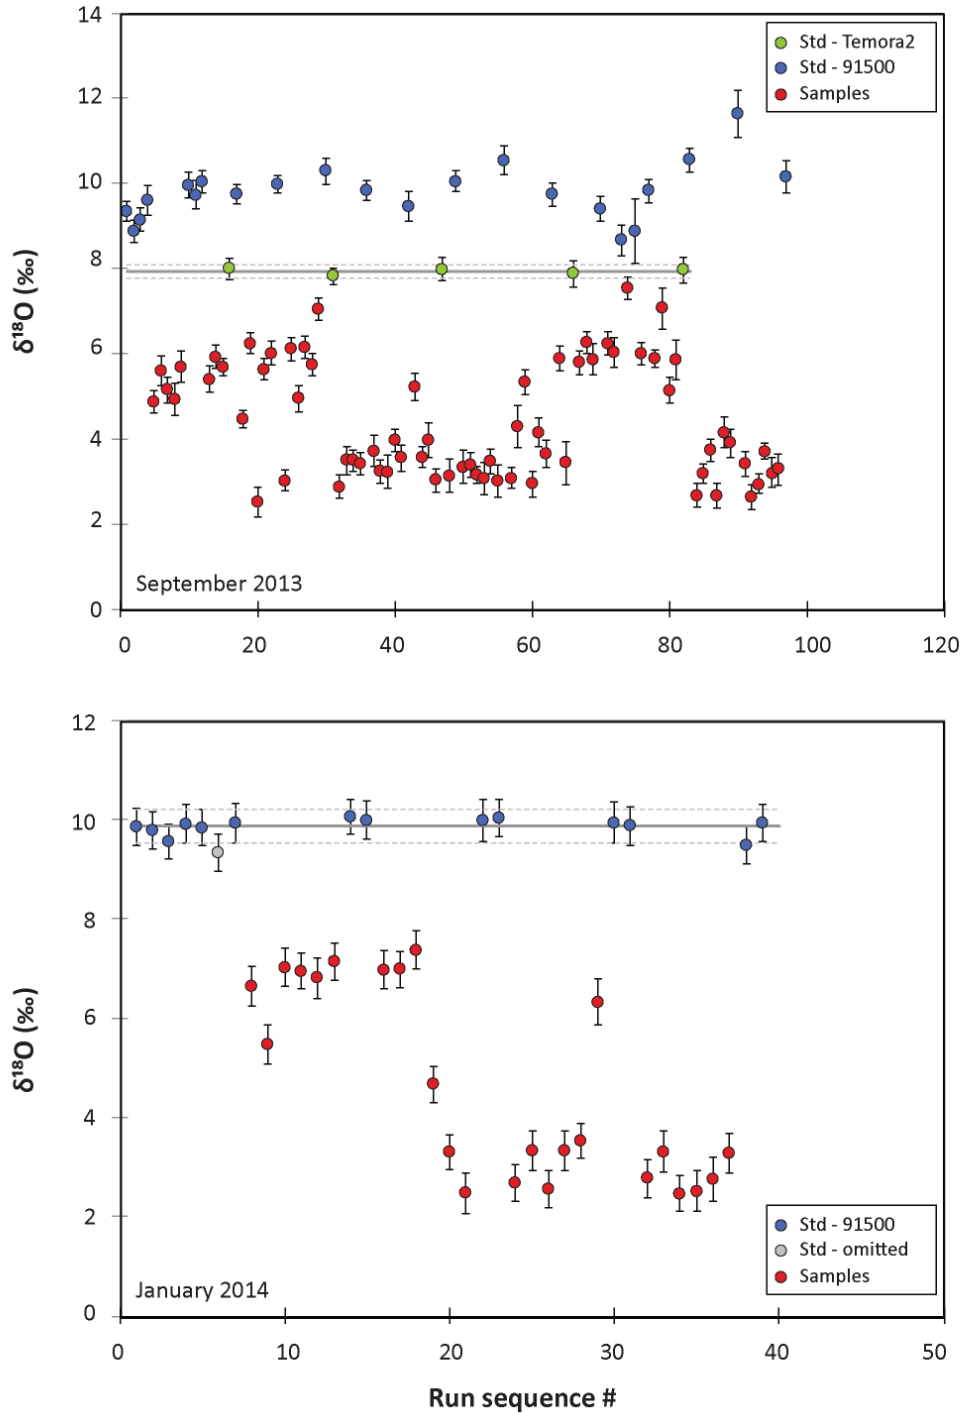 14
12
10
8
6
4
2
0
δ¹⁸O (‰)
Std - Temora2
Std - 91500
Samples
September 2013
0 20 40 60 80 100 120
12
10
8
6
4
2
0
δ¹⁸O (‰)
Std - 91500
Std - omitted
Samples
January 2014
0 10 20 30 40 50
Run sequence #